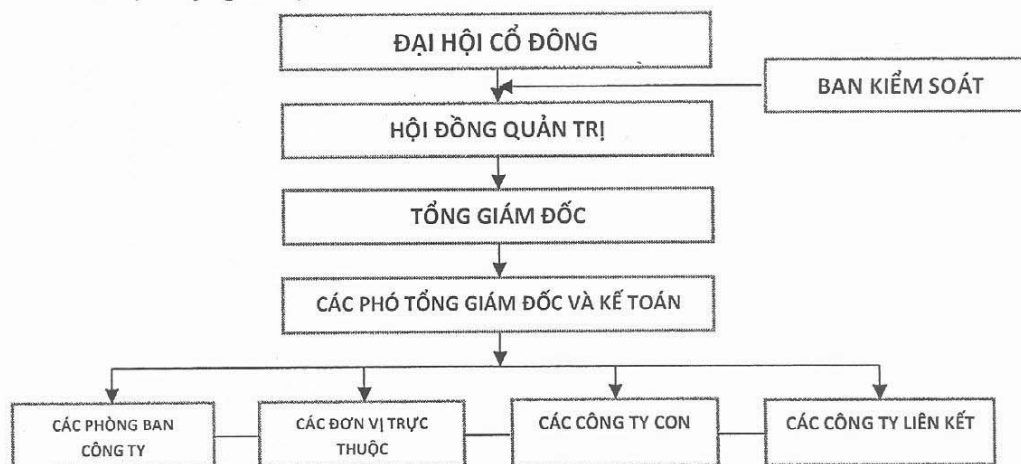 ĐẠI HỘI CỔ ĐÔNG
BAN KIỂM SOÁT
HỘI ĐỒNG QUẢN TRỊ
TỔNG GIÁM ĐỐC
CÁC PHÓ TỔNG GIÁM ĐỐC VÀ KẾ TOÁN
CÁC PHÒNG BAN
CÔNG TY
CÁC ĐƠN VỊ TRỰC
THUỘC
CÁC CÔNG TY CON
CÁC CÔNG TY LIÊN KẾT